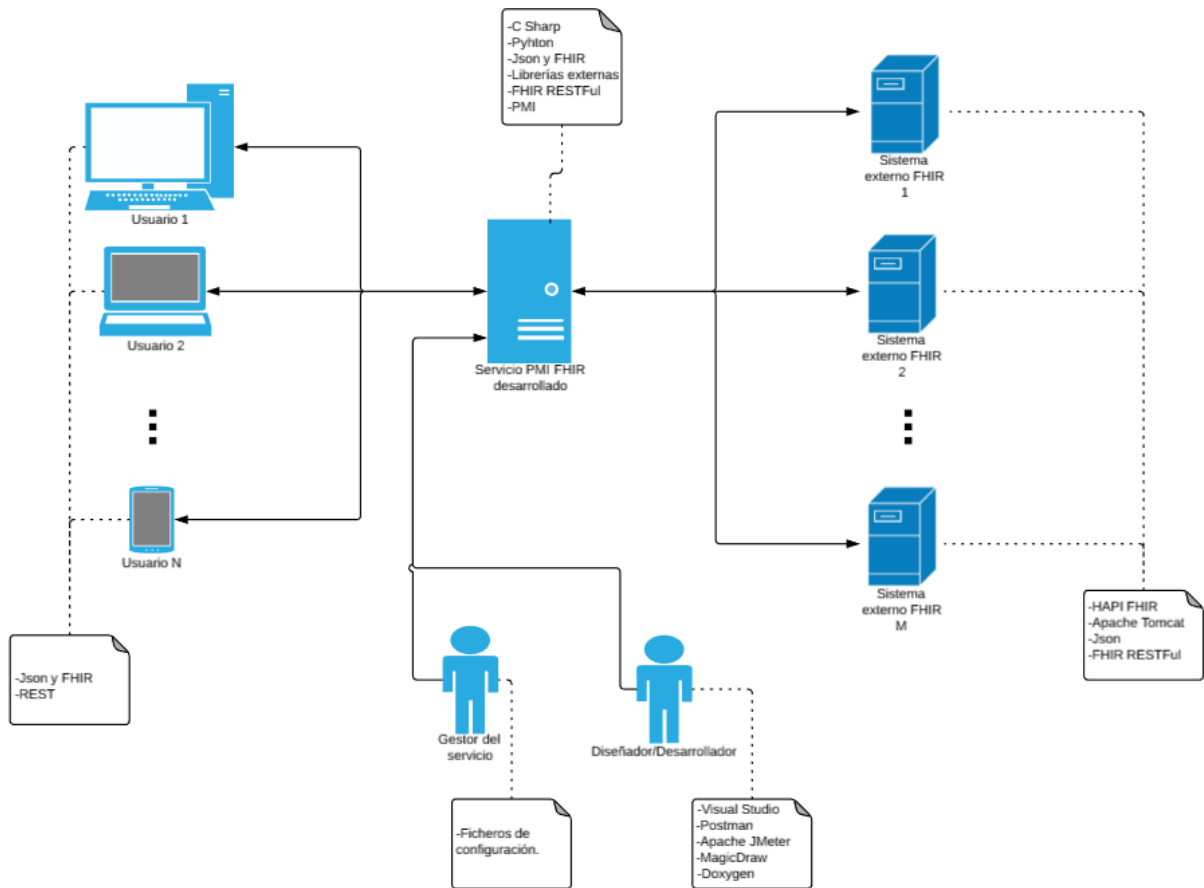 -C Sharp
-Pyhton
-Json y FHIR
-Librerías externas
-FHIR RESTFul
-PMI
Usuario 1
Usuario 2
Usuario N
-Json y FHIR
-REST
Servicio PMI FHIR
desarrollado
Sistema
externo FHIR
1
Sistema
externo FHIR
2
Sistema
externo FHIR
M
-HAPI FHIR
-Apache Tomcat
-Json
-FHIR RESTFul
Gestor del
servicio
Diseñador/Desarrollador
-Ficheros de
configuración.
-Visual Studio
-Postman
-Apache JMeter
-MagicDraw
-Doxygen